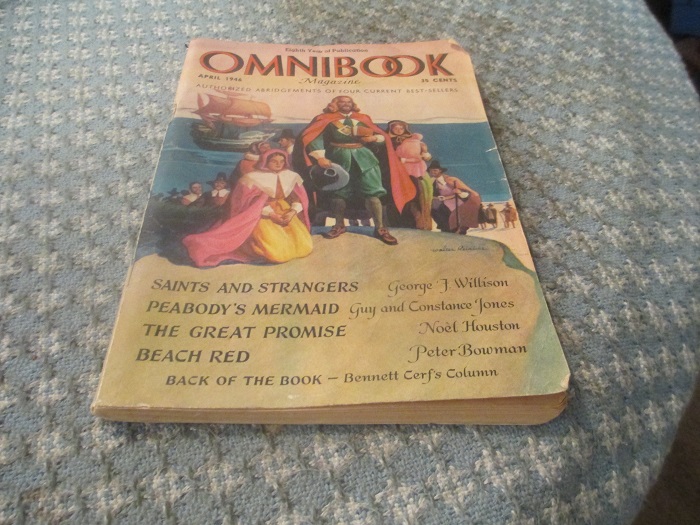 Eighth Year of Publication
OMNIBOOK
APRIL 1946 Magazine 35 CENTS
AUTHORIZED ABRIDGEMENTS OF FOUR CURRENT BEST-SELLERS
SAINTS AND STRANGERS George J. Willison
PEABODY'S MERMAID Guy and Constance Jones
THE GREAT PROMISE Noël Houston
BEACH RED Peter Bowman
BACK OF THE BOOK — Bennett Cerf's Column